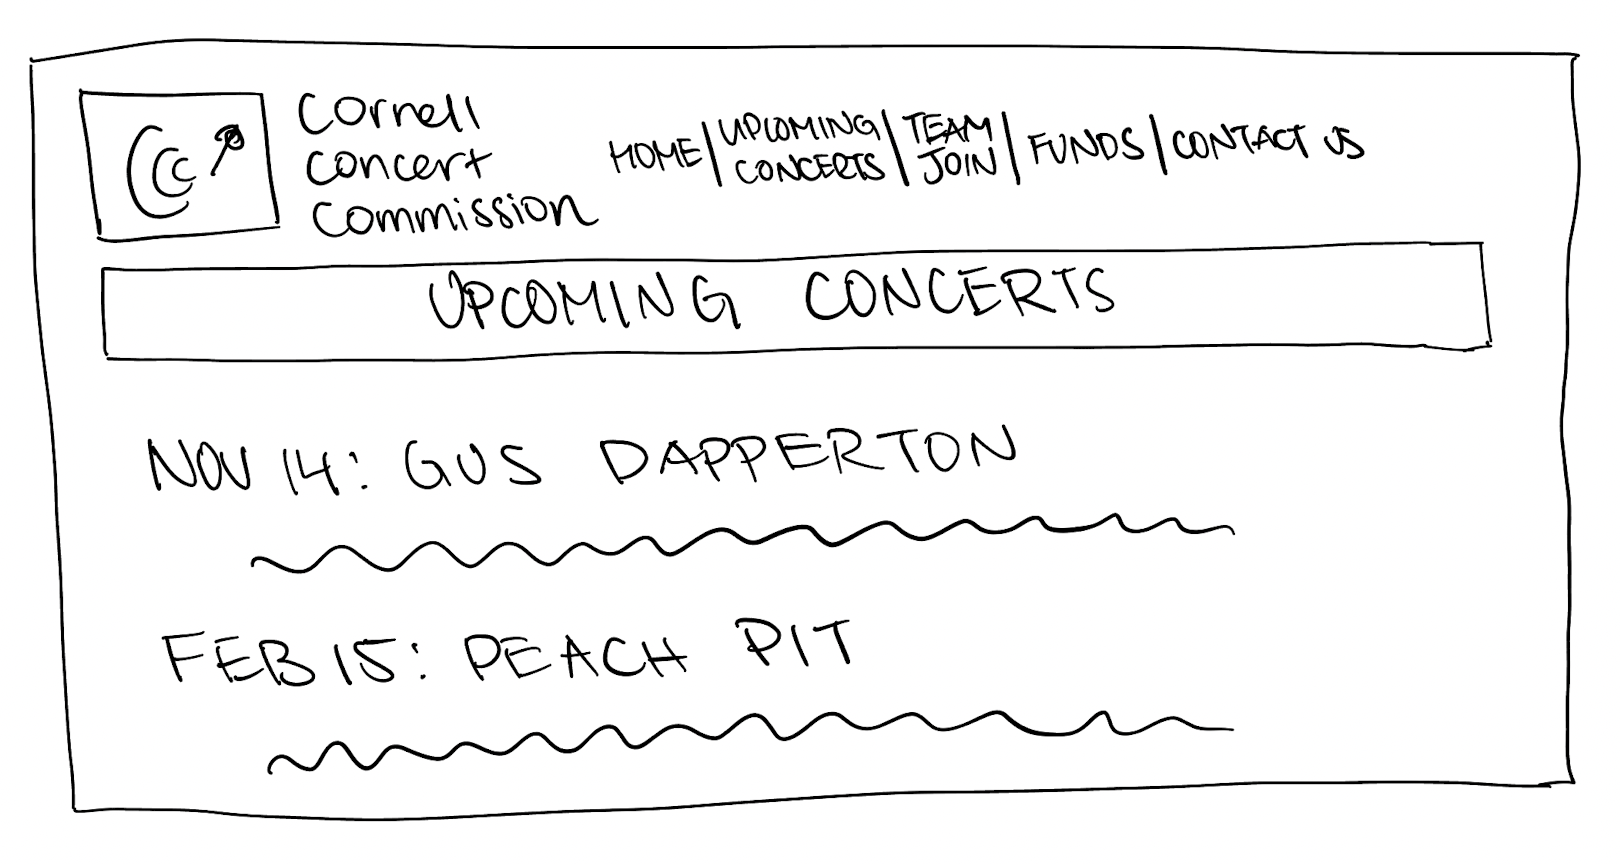 CCC
Cornell
Concert
Commission
HOME | UPCOMING CONCERTS | TEAM JOIN | FUNDS | CONTACT US
UPCOMING CONCERTS
NOV 14: GUS DAPPERTON
FEB 15: PEACH PIT